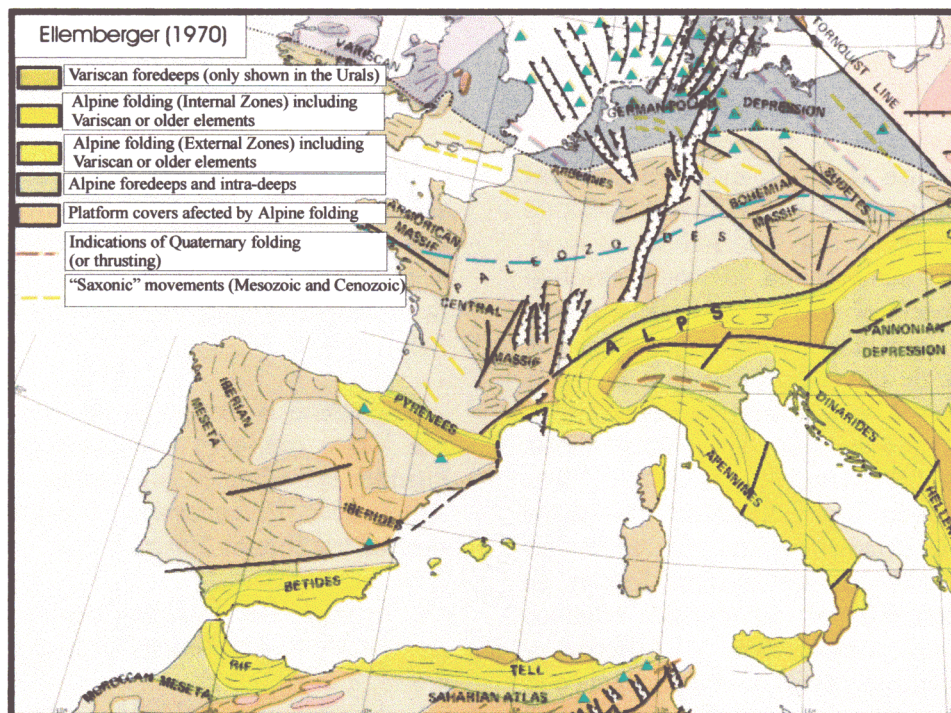 Ellemberger (1970)
Variscan foredeeps (only shown in the Urals)
Alpine folding (Internal Zones) including
Variscan or older elements
Alpine folding (External Zones) including
Variscan or older elements
Alpine foredeeps and intra-deeps
Platform covers afected by Alpine folding
Indications of Quaternary folding
(or thrusting)
“Saxonic” movements (Mesozoic and Cenozoic)
VARISCAN
TORNQUIST
LINE
GERMAN-POLISH
DEPRESSION
ARDENNES
BOHEMIAN
MASSIF
SUDETES
ARMORICAN
MASSIF
PALEOZOIDES
CENTRAL
MASSIF
ALPS
PANNONIAN
DEPRESSION
IBERIAN
MESETA
PYRENEES
DINARIDES
APENNINES
HELLEN
IBERIDES
BETIDES
RIF
TELL
MOROCCAN MESETA
SAHARIAN ATLAS